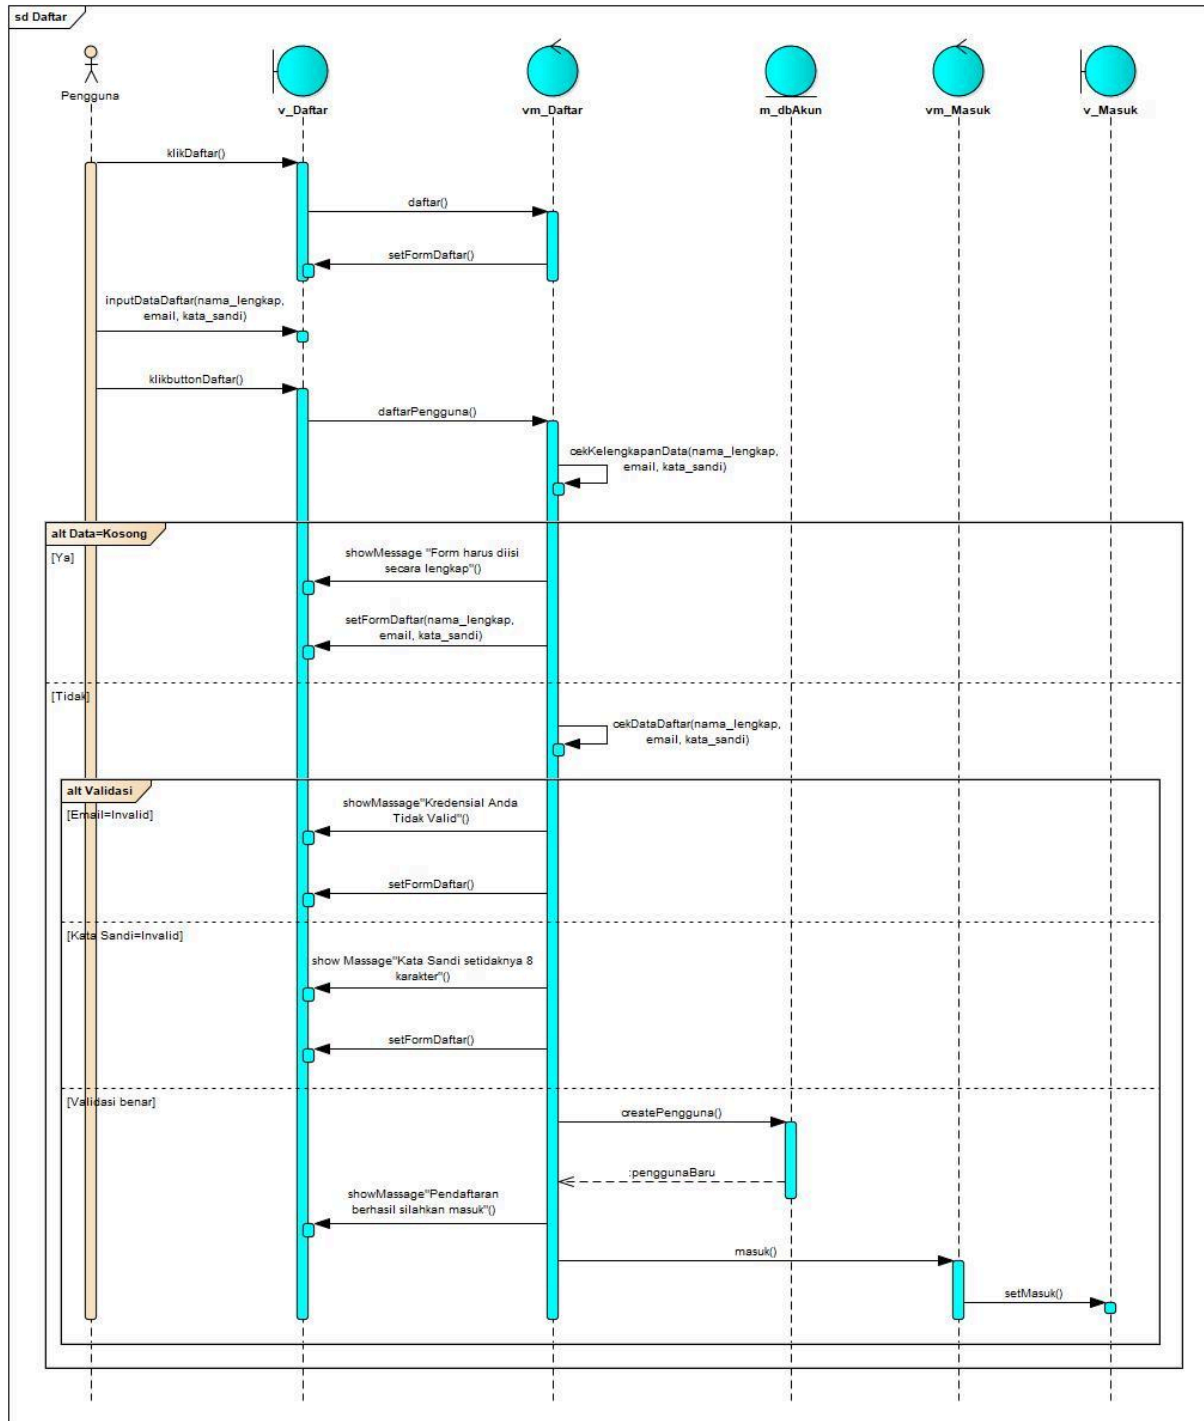 sd Daftar
Pengguna
v_Daftar
vm_Daftar
m_dbAkun
vm_Masuk
v_Masuk
klikDaftar()
daftar()
setFormDaftar()
inputDataDaftar(nama_lengkap,
email, kata_sandi)
klikbuttonDaftar()
daftarPengguna()
cekKelengkapanData(nama_lengkap,
email, kata_sandi)
alt Data=Kosong
[Ya]
showMessage "Form harus diisi
secara lengkap"()
setFormDaftar(nama_lengkap,
email, kata_sandi)
[Tidak]
cekDataDaftar(nama_lengkap,
email, kata_sandi)
alt Validasi
[Email=Invalid]
showMassage"Kredensial Anda
Tidak Valid"()
setFormDaftar()
[Kata Sandi=Invalid]
show Massage"Kata Sandi setidaknya 8
karakter"()
setFormDaftar()
[Validasi benar]
createPengguna()
:penggunaBaru
showMassage"Pendaftaran
berhasil silahkan masuk"()
masuk()
setMasuk()